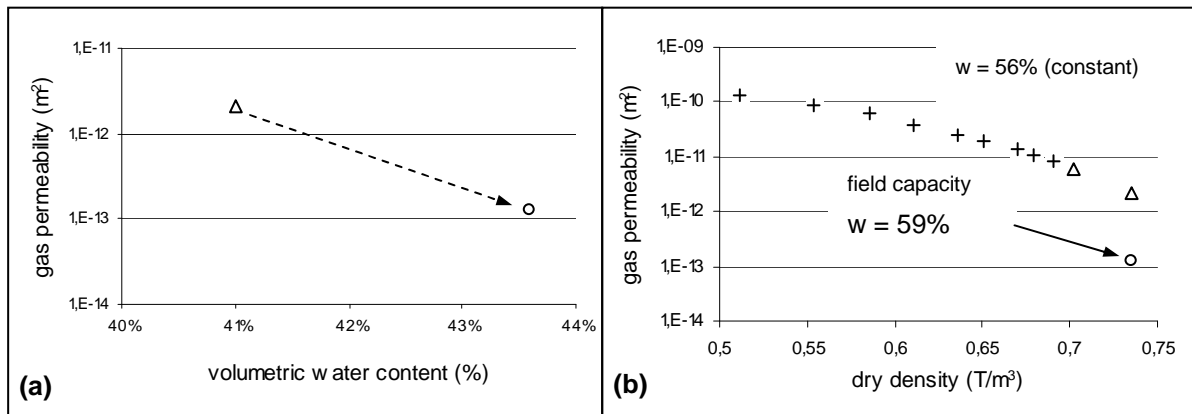 1,E-11
1,E-12
1,E-13
1,E-14
gas permeability (m²)
40% 41% 42% 43% 44%
volumetric water content (%)
(a)
1,E-09
1,E-10
1,E-11
1,E-12
1,E-13
1,E-14
gas permeability (m²)
w = 56% (constant)
field capacity
w = 59%
0,5 0,55 0,6 0,65 0,7 0,75
dry density (T/m³)
(b)